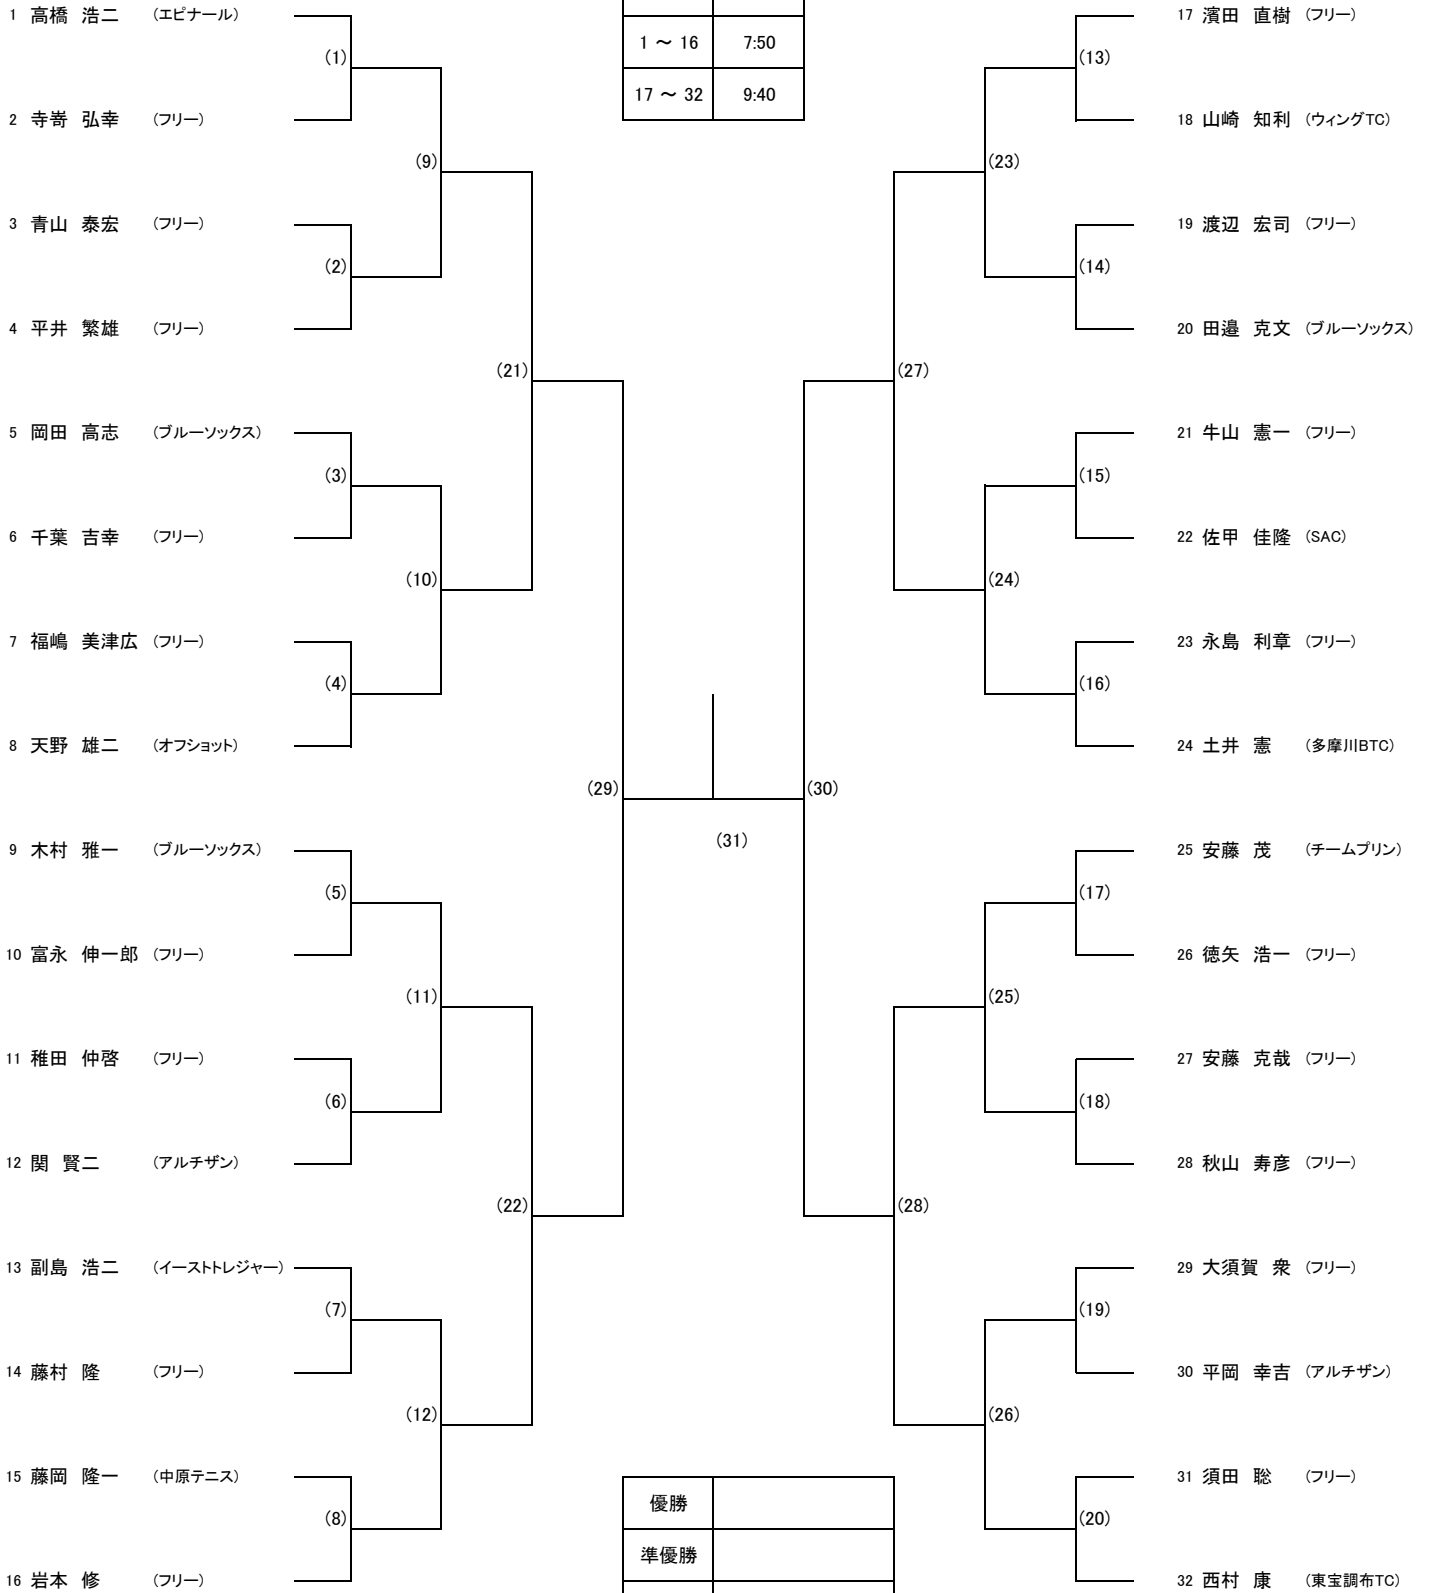 1 高橋 浩二 (エピナール)
(1)
2 寺嵜 弘幸 (フリー)
(9)
3 青山 泰宏 (フリー)
(2)
4 平井 繁雄 (フリー)
(21)
5 岡田 高志 (ブルーソックス)
(3)
6 千葉 吉幸 (フリー)
(10)
7 福嶋 美津広 (フリー)
(4)
8 天野 雄二 (オフショット)
(29)
9 木村 雅一 (ブルーソックス)
(5)
10 富永 伸一郎 (フリー)
(11)
11 稚田 仲啓 (フリー)
(6)
12 関 賢二 (アルチザン)
(22)
13 副島 浩二 (イーストトレジャー)
(7)
14 藤村 隆 (フリー)
(12)
15 藤岡 隆一 (中原テニス)
(8)
16 岩本 修 (フリー)
1 ～ 16 7:50
17 ～ 32 9:40
(31)
優勝
準優勝
17 濱田 直樹 (フリー)
(13)
18 山崎 知利 (ウィングTC)
(23)
19 渡辺 宏司 (フリー)
(14)
20 田邉 克文 (ブルーソックス)
(27)
21 牛山 憲一 (フリー)
(15)
22 佐甲 佳隆 (SAC)
(24)
23 永島 利章 (フリー)
(16)
24 土井 憲 (多摩川BTC)
(30)
25 安藤 茂 (チームプリン)
(17)
26 徳矢 浩一 (フリー)
(25)
27 安藤 克哉 (フリー)
(18)
28 秋山 寿彦 (フリー)
(28)
29 大須賀 衆 (フリー)
(19)
30 平岡 幸吉 (アルチザン)
(26)
31 須田 聡 (フリー)
(20)
32 西村 康 (東宝調布TC)